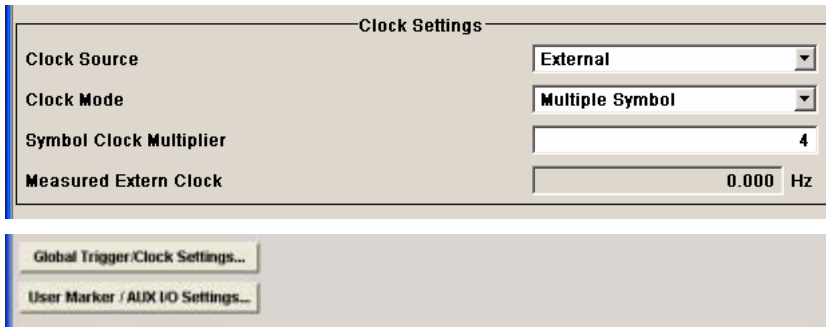 Clock Settings
Clock Source External
Clock Mode Multiple Symbol
Symbol Clock Multiplier 4
Measured Extern Clock 0.000 Hz
Global Trigger/Clock Settings...
User Marker / AUX I/O Settings...